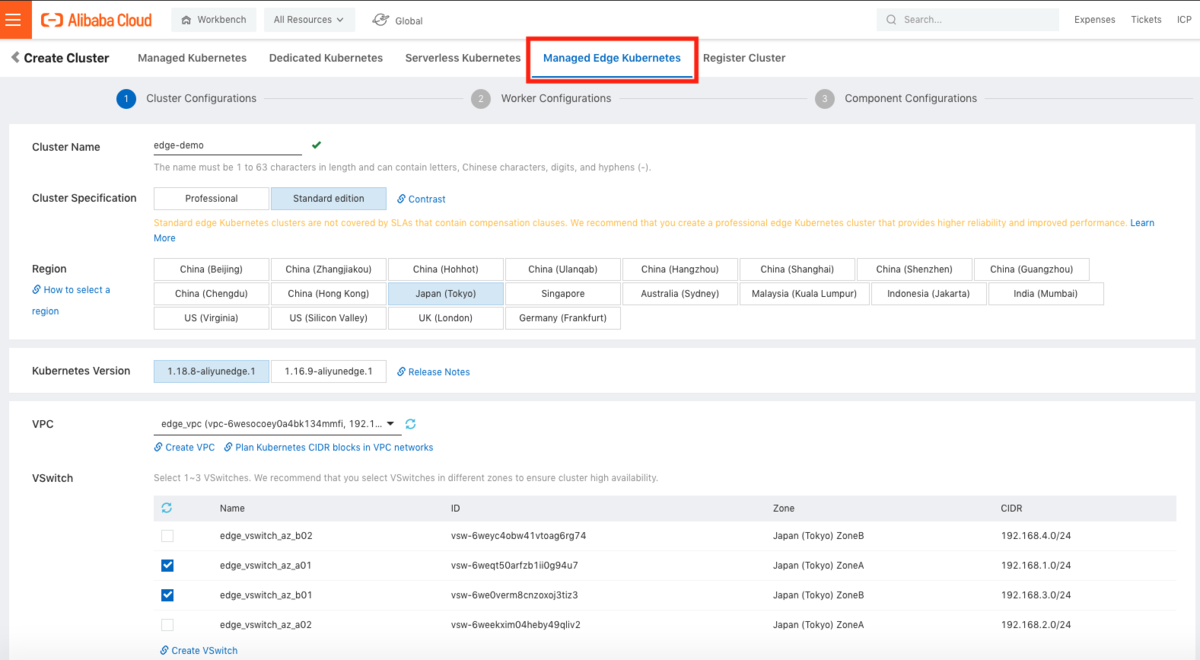 Alibaba Cloud Workbench All Resources Global Search... Expenses Tickets ICP
Create Cluster Managed Kubernetes Dedicated Kubernetes Serverless Kubernetes Managed Edge Kubernetes Register Cluster
1 Cluster Configurations 2 Worker Configurations 3 Component Configurations
Cluster Name edge-demo
The name must be 1 to 63 characters in length and can contain letters, Chinese characters, digits, and hyphens (-).
Cluster Specification Professional Standard edition Contrast
Standard edge Kubernetes clusters are not covered by SLAs that contain compensation clauses. We recommend that you create a professional edge Kubernetes cluster that provides higher reliability and improved performance. Learn
More
Region China (Beijing) China (Zhangjiakou) China (Hohhot) China (Ulanqab) China (Hangzhou) China (Shanghai) China (Shenzhen) China (Guangzhou)
How to select a China (Chengdu) China (Hong Kong) Japan (Tokyo) Singapore Australia (Sydney) Malaysia (Kuala Lumpur) Indonesia (Jakarta) India (Mumbai)
region US (Virginia) US (Silicon Valley) UK (London) Germany (Frankfurt)
Kubernetes Version 1.18.8-aliyunedge.1 1.16.9-aliyunedge.1 Release Notes
VPC edge_vpc (vpc-6wesocoey0a4bk134mmfi, 192.1...
Create VPC Plan Kubernetes CIDR blocks in VPC networks
VSwitch Select 1~3 VSwitches. We recommend that you select VSwitches in different zones to ensure cluster high availability.
Name ID Zone CIDR
edge_vswitch_az_b02 vsw-6weyc4obw41vtoag6rg74 Japan (Tokyo) ZoneB 192.168.4.0/24
edge_vswitch_az_a01 vsw-6weqt50arfzb1ii0g94u7 Japan (Tokyo) ZoneA 192.168.1.0/24
edge_vswitch_az_b01 vsw-6we0verm8cnzoxoj3tiz3 Japan (Tokyo) ZoneB 192.168.3.0/24
edge_vswitch_az_a02 vsw-6weekxim04heby49qliv2 Japan (Tokyo) ZoneA 192.168.2.0/24
Create VSwitch